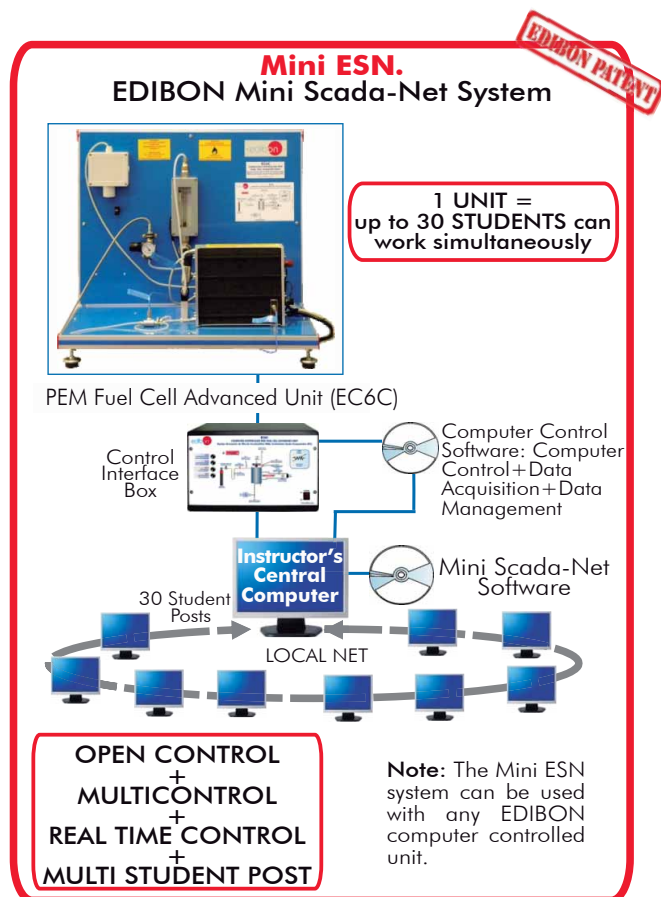 EDIBON PATENT
Mini ESN.
EDIBON Mini Scada-Net System
1 UNIT =
up to 30 STUDENTS can
work simultaneously
PEM Fuel Cell Advanced Unit (EC6C)
Control
Interface
Box
Computer Control
Software: Computer
Control+Data
Acquisition+Data
Management
Instructor's
Central
Computer
Mini Scada-Net
Software
30 Student
Posts
LOCAL NET
OPEN CONTROL
+
MULTICONTROL
+
REAL TIME CONTROL
+
MULTI STUDENT POST
Note: The Mini ESN
system can be used
with any EDIBON
computer controlled
unit.